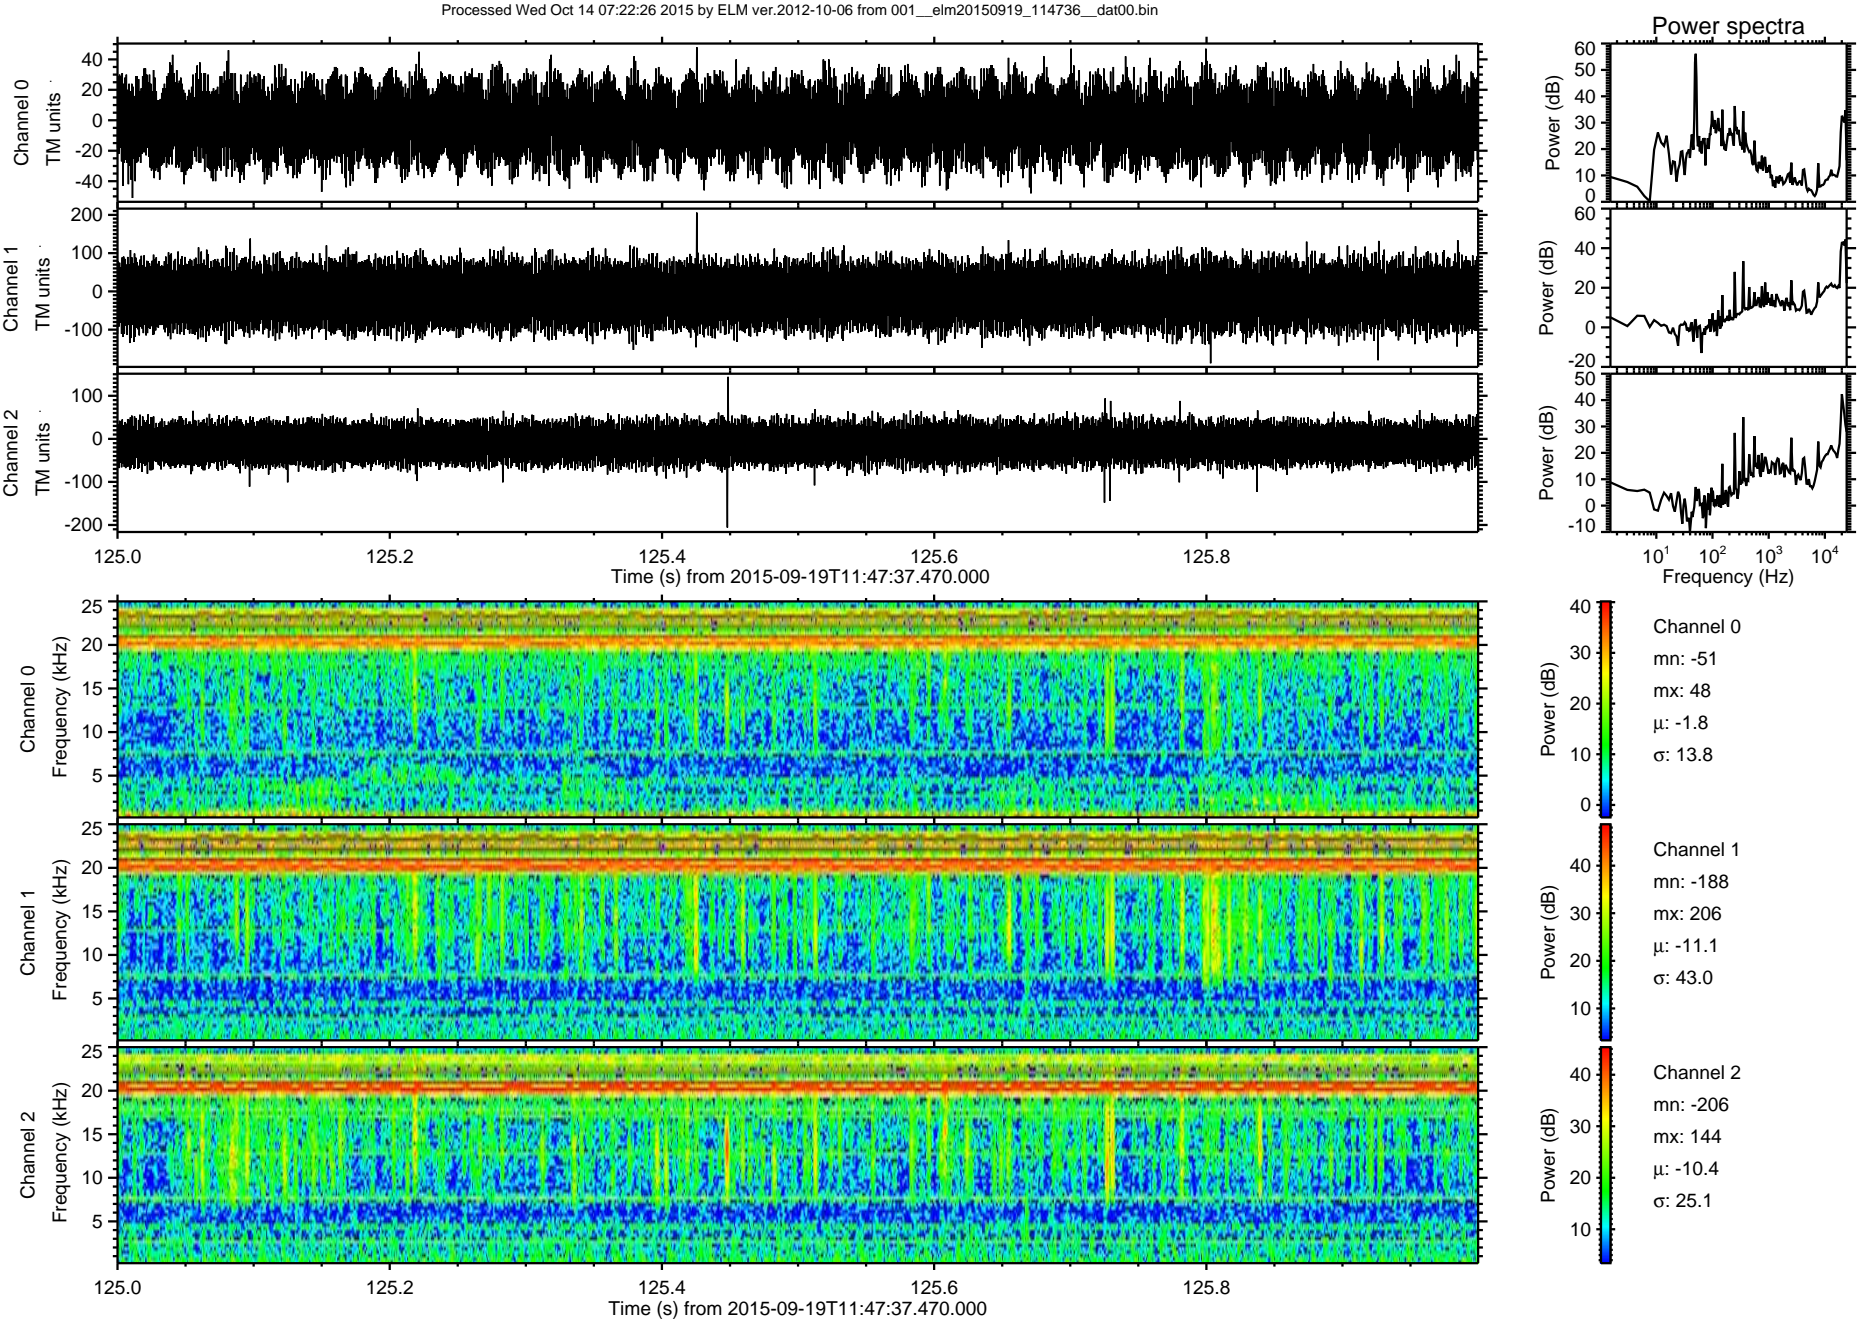 Processed Wed Oct 14 07:22:26 2015 by ELM ver.2012-10-06 from 001__elm20150919_114736__dat00.bin
Power spectra
Channel 0
TM units
40
20
0
-20
-40
Power (dB)
60
50
40
30
20
10
0
Channel 1
TM units
200
100
0
-100
Power (dB)
60
40
20
0
-20
Channel 2
TM units
100
0
-100
-200
Power (dB)
50
40
30
20
10
0
-10
125.0 125.2 125.4 125.6 125.8
Time (s) from 2015-09-19T11:47:37.470.000
10^1 10^2 10^3 10^4
Frequency (Hz)
Channel 0
Frequency (kHz)
25
20
15
10
5
Power (dB)
40
30
20
10
0
Channel 0
mn: -51
mx: 48
μ: -1.8
σ: 13.8
Channel 1
Frequency (kHz)
25
20
15
10
5
Power (dB)
40
30
20
10
Channel 1
mn: -188
mx: 206
μ: -11.1
σ: 43.0
Channel 2
Frequency (kHz)
25
20
15
10
5
Power (dB)
40
30
20
10
Channel 2
mn: -206
mx: 144
μ: -10.4
σ: 25.1
125.0 125.2 125.4 125.6 125.8
Time (s) from 2015-09-19T11:47:37.470.000